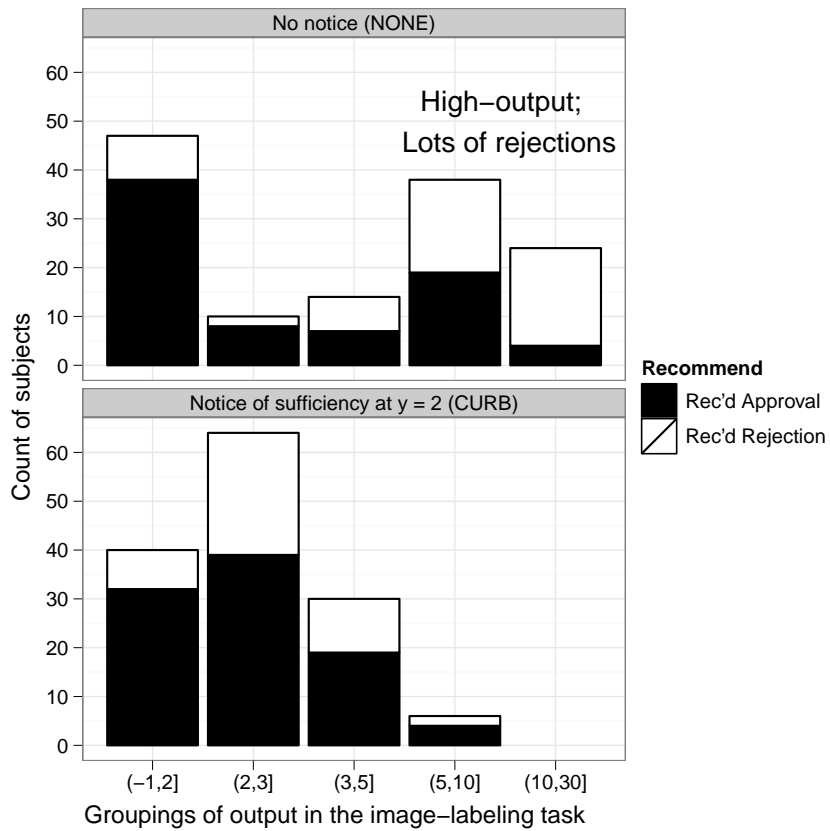 No notice (NONE)
60
50
40
30
20
10
0
High−output;
Lots of rejections
Count of subjects
Notice of sufficiency at y = 2 (CURB)
60
50
40
30
20
10
0
(−1,2]
(2,3]
(3,5]
(5,10]
(10,30]
Groupings of output in the image−labeling task
Recommend
Rec'd Approval
Rec'd Rejection